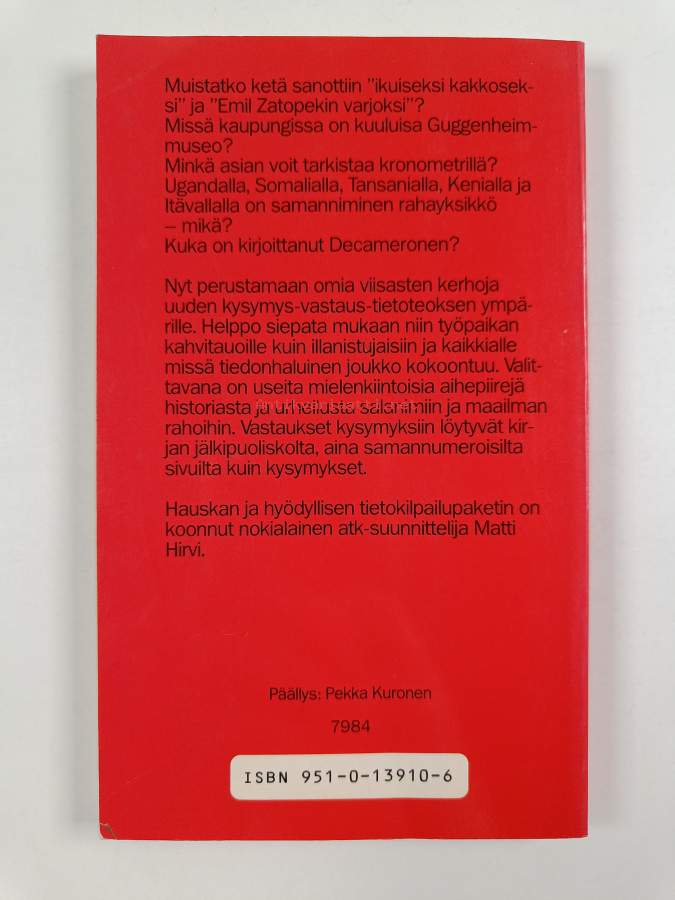 Muistatko ketä sanottiin "ikuiseksi kakkosek-
si" ja "Emil Zatopekin varjoksi"?
Missä kaupungissa on kuuluisa Guggenheim-
museo?
Minkä asian voit tarkistaa kronometrillä?
Ugandalla, Somalialla, Tansanialla, Kenialla ja
Itävallalla on samanniminen rahayksikkö
– mikä?
Kuka on kirjoittanut Decameronen?
Nyt perustamaan omia viisasten kerhoja
uuden kysymys-vastaus-tietoteoksen ympä-
rille. Helppo siepata mukaan niin työpaikan
kahvitauoille kuin illanistujaisiin ja kaikkialle
missä tiedonhaluinen joukko kokoontuu. Valit-
tavana on useita mielenkiintoisia aihepiirejä
historiasta ja urheilusta salaranniin ja maailman
rahoihin. Vastaukset kysymyksiin löytyvät kir-
jan jälkipuoliskolta, aina samannumeroisilta
sivuilta kuin kysymykset.
Hauskan ja hyödyllisen tietokilpailupaketin on
koonnut nokialainen atk-suunnittelija Matti
Hirvi.
Päällys: Pekka Kuronen
7984
ISBN 951-0-13910-6